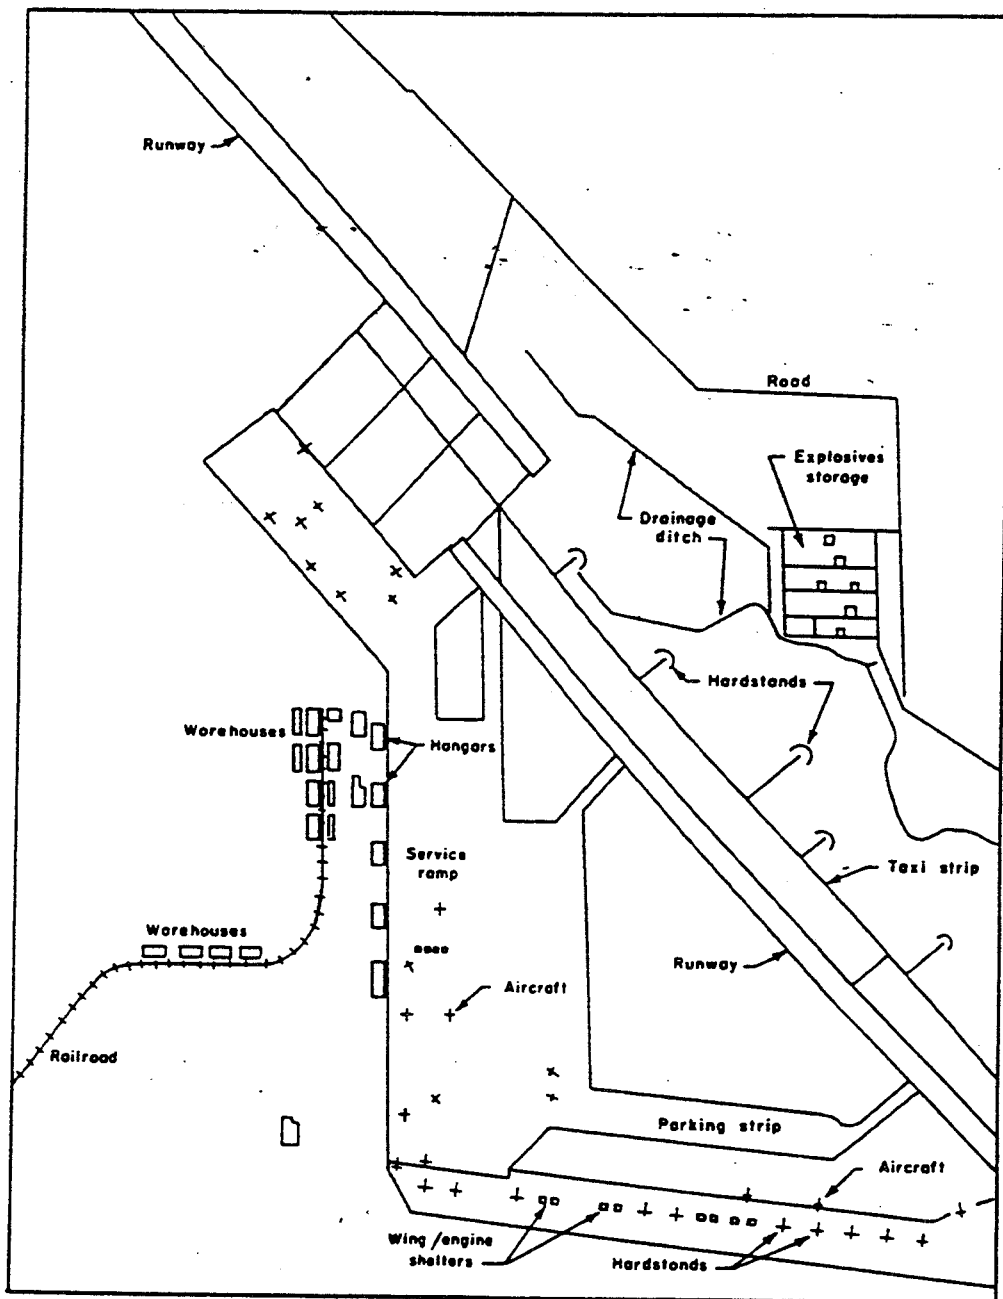 Runway
Road
Explosives
storage
Drainage
ditch
Hardstands
Warehouses
Hangars
Service
ramp
Taxi strip
Warehouses
Runway
Aircraft
Railroad
Parking strip
Aircraft
Wing/engine
shelters
Hardstands